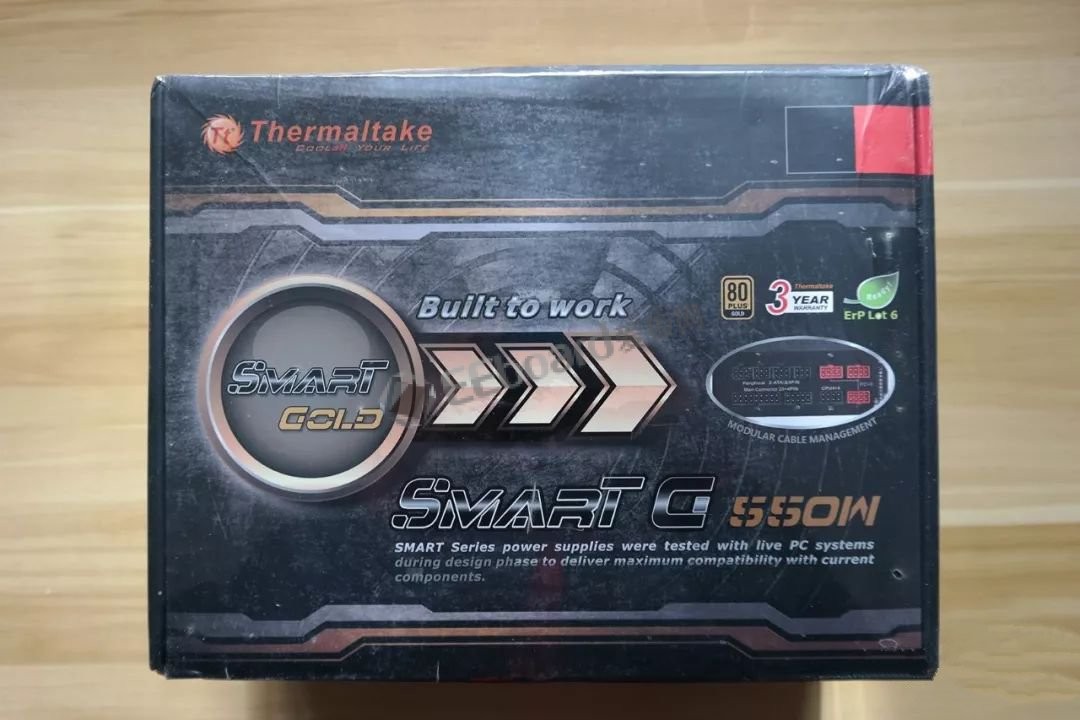 Thermaltake
COOLER YOUR LIFE
Built to work
80
PLUS
GOLD
Thermaltake
3 YEAR
WARRANTY
Ready!
ErP Lot 6
SMART
GOLD
MODULAR CABLE MANAGEMENT
SMART G 550W
SMART Series power supplies were tested with live PC systems
during design phase to deliver maximum compatibility with current
components.